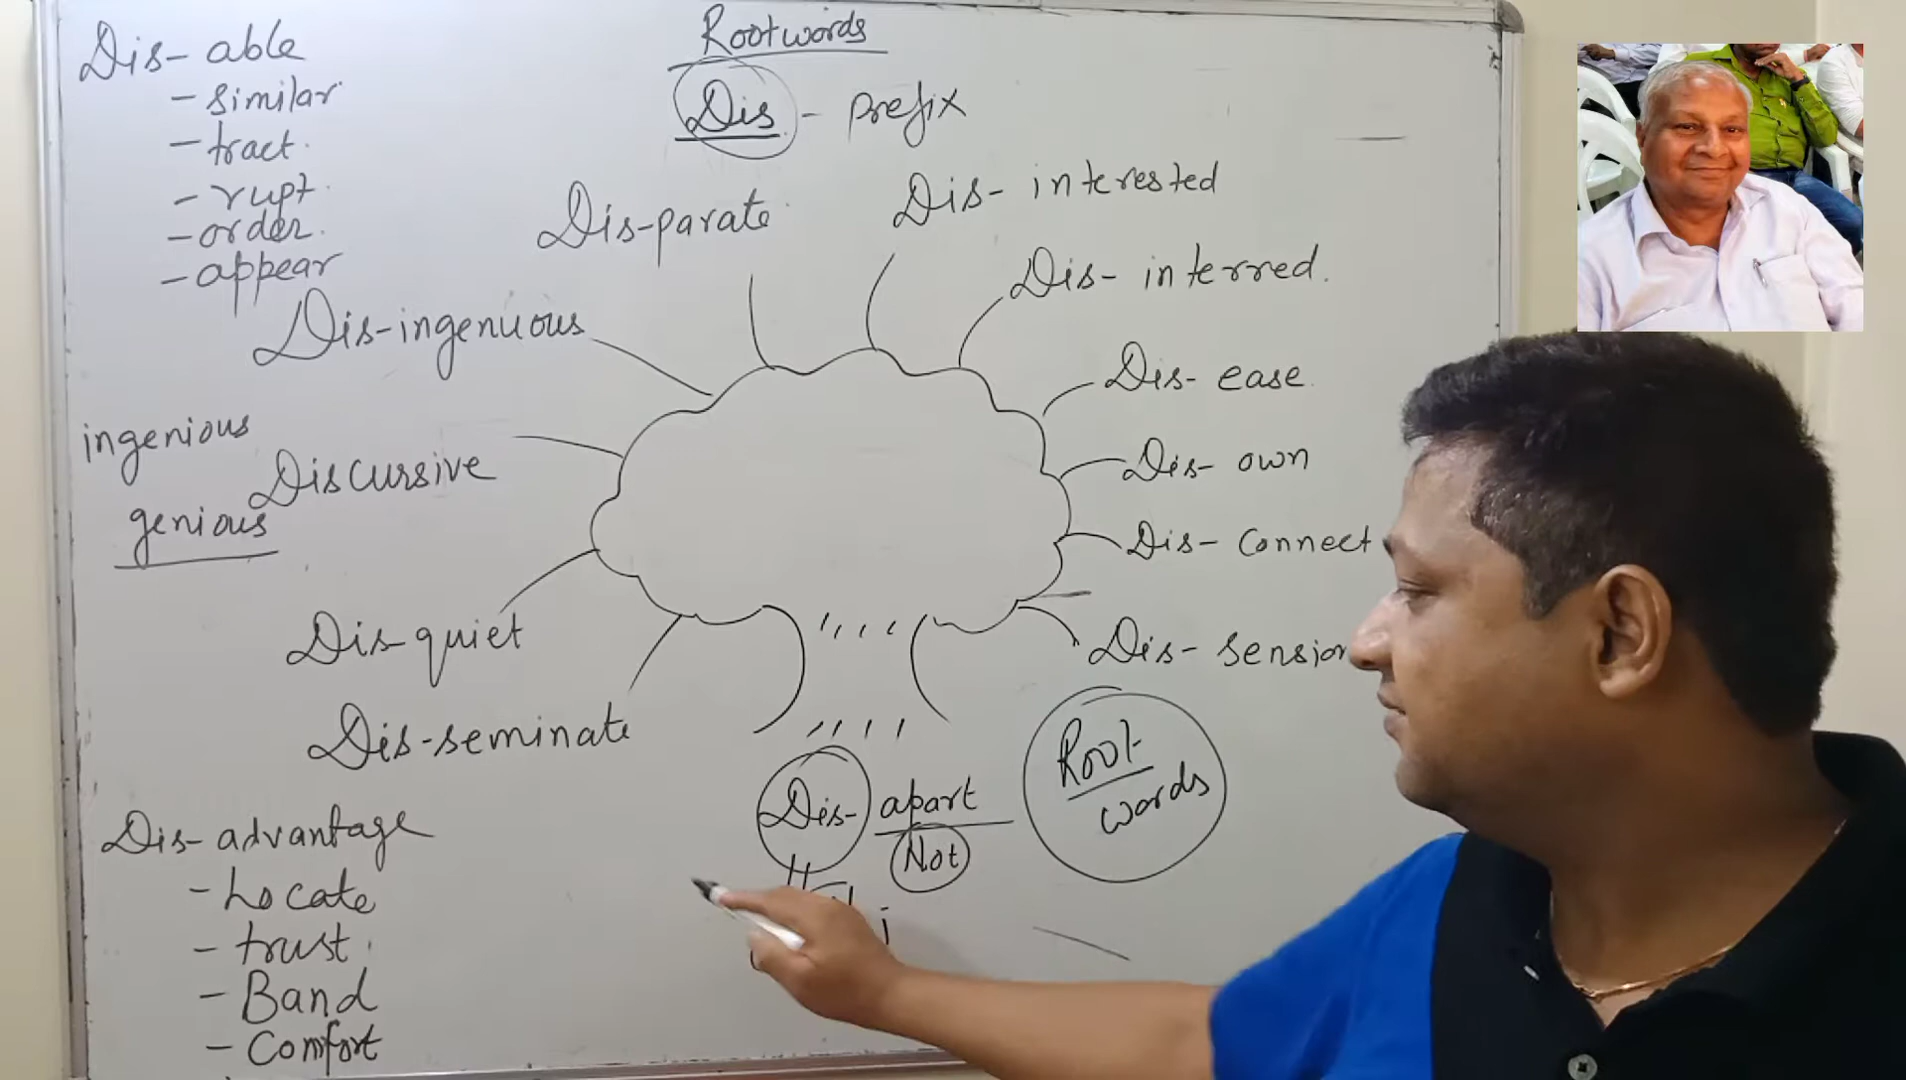 Rootwords
Dis - prefix
Dis- able
- similar
- tract.
- rupt.
- order.
- appear
Dis-parate
Dis- interested
Dis- interred.
Dis-ingenuous
Dis- ease.
ingenious
Discursive
Dis- own
genious
Dis- connect
Dis-quiet
Dis- sension
Dis-seminate
Dis- apart
Not
Root
words
Dis- advantage
- Locate
- trust.
- Band
- Comfort